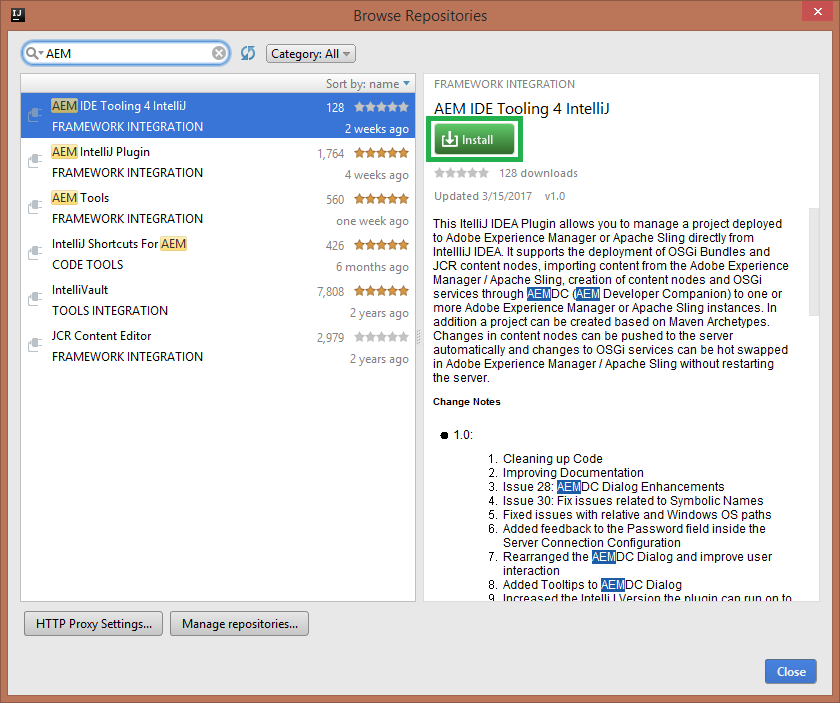 IJ
Browse Repositories
AEM
Category: All
Sort by: name
AEM IDE Tooling 4 IntelliJ 128
FRAMEWORK INTEGRATION 2 weeks ago
AEM IntelliJ Plugin 1,764
FRAMEWORK INTEGRATION 4 weeks ago
AEM Tools 560
FRAMEWORK INTEGRATION one week ago
IntelliJ Shortcuts For AEM 426
CODE TOOLS 6 months ago
IntelliVault 7,808
TOOLS INTEGRATION 2 years ago
JCR Content Editor 2,979
FRAMEWORK INTEGRATION 2 years ago
FRAMEWORK INTEGRATION
AEM IDE Tooling 4 IntelliJ
Install
128 downloads
Updated 3/15/2017 v1.0
This ItelliJ IDEA Plugin allows you to manage a project deployed
to Adobe Experience Manager or Apache Sling directly from
IntelllJ IDEA. It supports the deployment of OSGi Bundles and
JCR content nodes, importing content from the Adobe Experience
Manager / Apache Sling, creation of content nodes and OSGi
services through AEMDC (AEM Developer Companion) to one or
more Adobe Experience Manager or Apache Sling instances. In
addition a project can be created based on Maven Archetypes.
Changes in content nodes can be pushed to the server
automatically and changes to OSGi services can be hot swapped
in Adobe Experience Manager / Apache Sling without restarting
the server.
Change Notes
1.0:
1. Cleaning up Code
2. Improving Documentation
3. Issue 28: AEMDC Dialog Enhancements
4. Issue 30: Fix issues related to Symbolic Names
5. Fixed issues with relative and Windows OS paths
6. Added feedback to the Password field inside the
Server Connection Configuration
7. Rearranged the AEMDC Dialog and improve user
interaction
8. Added Tooltips to AEMDC Dialog
9. Increased the IntelliJ Version the plugin can run on to
HTTP Proxy Settings...
Manage repositories...
Close